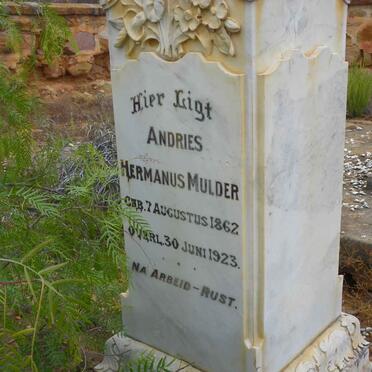 Hier Ligt
ANDRIES
HERMANUS MULDER
GEB. 7 AUGUSTUS 1862
OVERL. 30 JUNI 1923.
NA ARBEID-RUST.